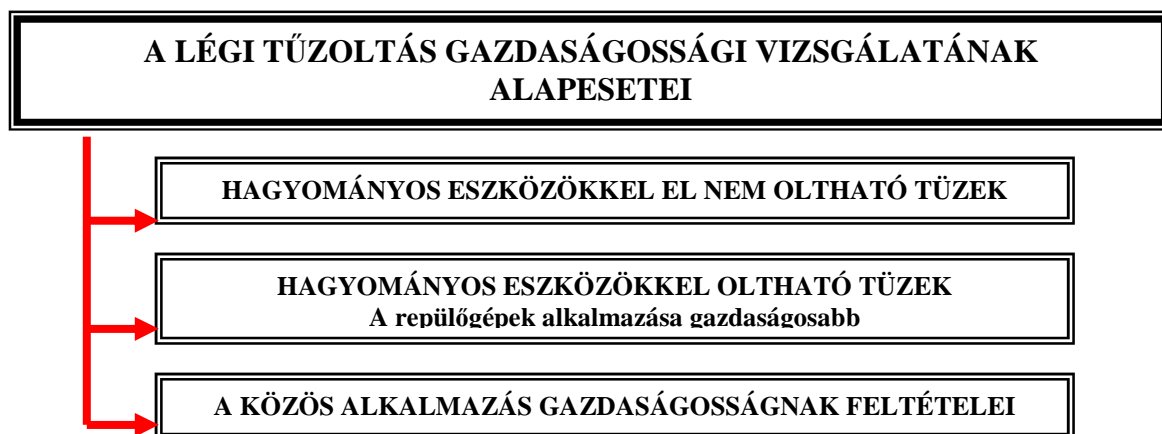 A LÉGI TŰZOLTÁS GAZDASÁGOSSÁGI VIZSGÁLATÁNAK
ALAPESETEI
HAGYOMÁNYOS ESZKÖZÖKKEL EL NEM OLTHATÓ TÜZEK
HAGYOMÁNYOS ESZKÖZÖKKEL OLTHATÓ TÜZEK
A repülőgépek alkalmazása gazdaságosabb
A KÖZÖS ALKALMAZÁS GAZDASÁGOSSÁGNAK FELTÉTELEI